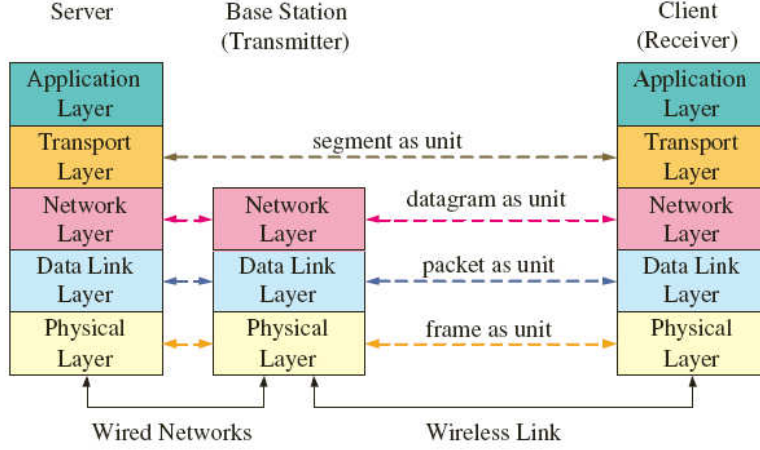 Server
Base Station
(Transmitter)
Client
(Receiver)
Application
Layer
Application
Layer
Transport
Layer
segment as unit
Transport
Layer
Network
Layer
Network
Layer
datagram as unit
Network
Layer
Data Link
Layer
Data Link
Layer
packet as unit
Data Link
Layer
Physical
Layer
Physical
Layer
frame as unit
Physical
Layer
Wired Networks
Wireless Link